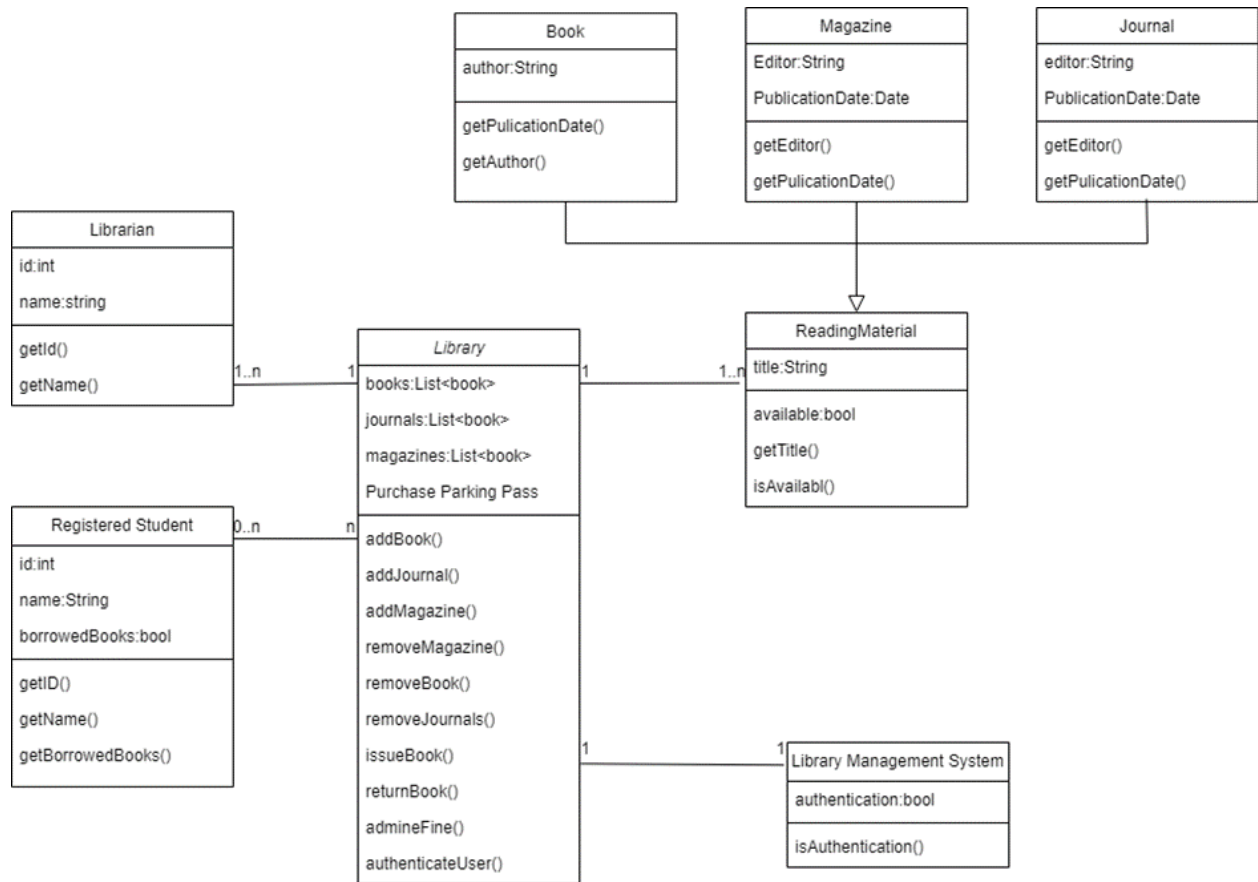 Book
author:String
getPulicationDate()
getAuthor()
Magazine
Editor:String
PublicationDate:Date
getEditor()
getPulicationDate()
Journal
editor:String
PublicationDate:Date
getEditor()
getPulicationDate()
Librarian
id:int
name:string
getId()
getName()
1..n
1
Library
books:List<book>
journals:List<book>
magazines:List<book>
Purchase Parking Pass
addBook()
addJournal()
addMagazine()
removeMagazine()
removeBook()
removeJournals()
issueBook()
returnBook()
admineFine()
authenticateUser()
1
1..n
ReadingMaterial
title:String
available:bool
getTitle()
isAvailabl()
Registered Student
id:int
name:String
borrowedBooks:bool
getID()
getName()
getBorrowedBooks()
0..n
n
1
1
Library Management System
authentication:bool
isAuthentication()